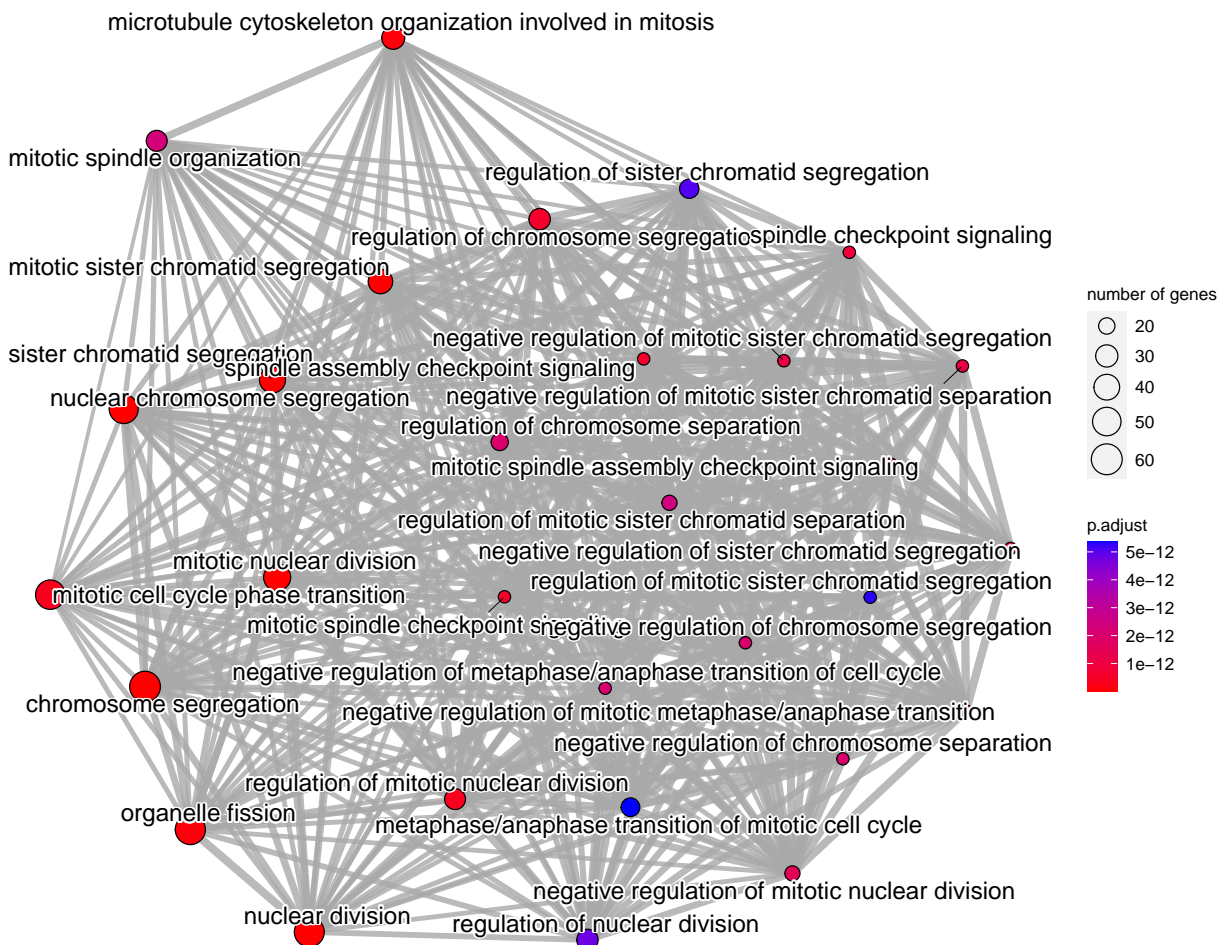 microtubule cytoskeleton organization involved in mitosis
mitotic spindle organization
regulation of sister chromatid segregation
regulation of chromosome segregatio
spindle checkpoint signaling
mitotic sister chromatid segregation
number of genes
20
30
40
50
60
negative regulation of mitotic sister chromatid segregation
sister chromatid segregation
spindle assembly checkpoint signaling
nuclear chromosome segregation
negative regulation of mitotic sister chromatid separation
regulation of chromosome separation
mitotic spindle assembly checkpoint signaling
regulation of mitotic sister chromatid separation
p.adjust
5e−12
4e−12
3e−12
2e−12
1e−12
negative regulation of sister chromatid segregation
mitotic nuclear division
regulation of mitotic sister chromatid segregation
mitotic cell cycle phase transition
mitotic spindle checkpoint
negative regulation of chromosome segregation
negative regulation of metaphase/anaphase transition of cell cycle
chromosome segregation
negative regulation of mitotic metaphase/anaphase transition
negative regulation of chromosome separation
regulation of mitotic nuclear division
organelle fission
metaphase/anaphase transition of mitotic cell cycle
negative regulation of mitotic nuclear division
nuclear division
regulation of nuclear division